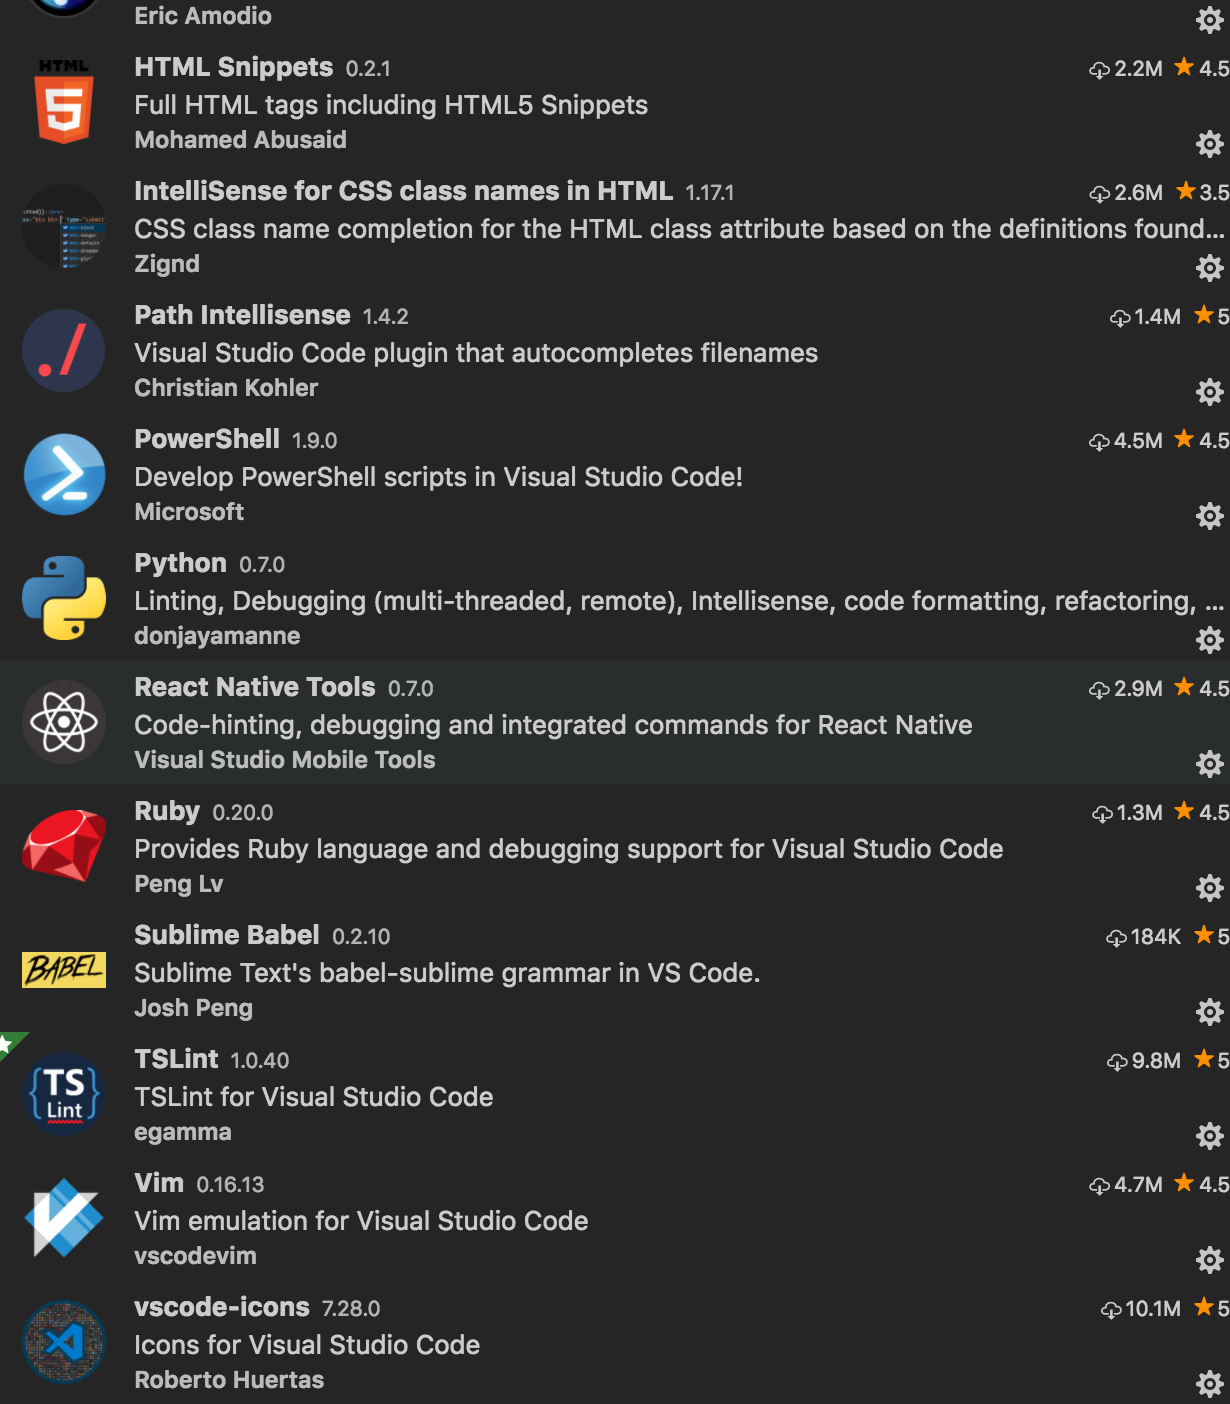 Eric Amodio
HTML
HTML Snippets 0.2.1 2.2M 4.5
Full HTML tags including HTML5 Snippets
Mohamed Abusaid
IntelliSense for CSS class names in HTML 1.17.1 2.6M 3.5
CSS class name completion for the HTML class attribute based on the definitions found...
Zignd
Path Intellisense 1.4.2 1.4M 5
./
Visual Studio Code plugin that autocompletes filenames
Christian Kohler
PowerShell 1.9.0 4.5M 4.5
Develop PowerShell scripts in Visual Studio Code!
Microsoft
Python 0.7.0
Linting, Debugging (multi-threaded, remote), Intellisense, code formatting, refactoring, ...
donjayamanne
React Native Tools 0.7.0 2.9M 4.5
Code-hinting, debugging and integrated commands for React Native
Visual Studio Mobile Tools
Ruby 0.20.0 1.3M 4.5
Provides Ruby language and debugging support for Visual Studio Code
Peng Lv
Sublime Babel 0.2.10 184K 5
BABEL
Sublime Text's babel-sublime grammar in VS Code.
Josh Peng
TSLint 1.0.40 9.8M 5
{TS
Lint}
TSLint for Visual Studio Code
egamma
Vim 0.16.13 4.7M 4.5
Vim emulation for Visual Studio Code
vscodevim
vscode-icons 7.28.0 10.1M 5
Icons for Visual Studio Code
Roberto Huertas